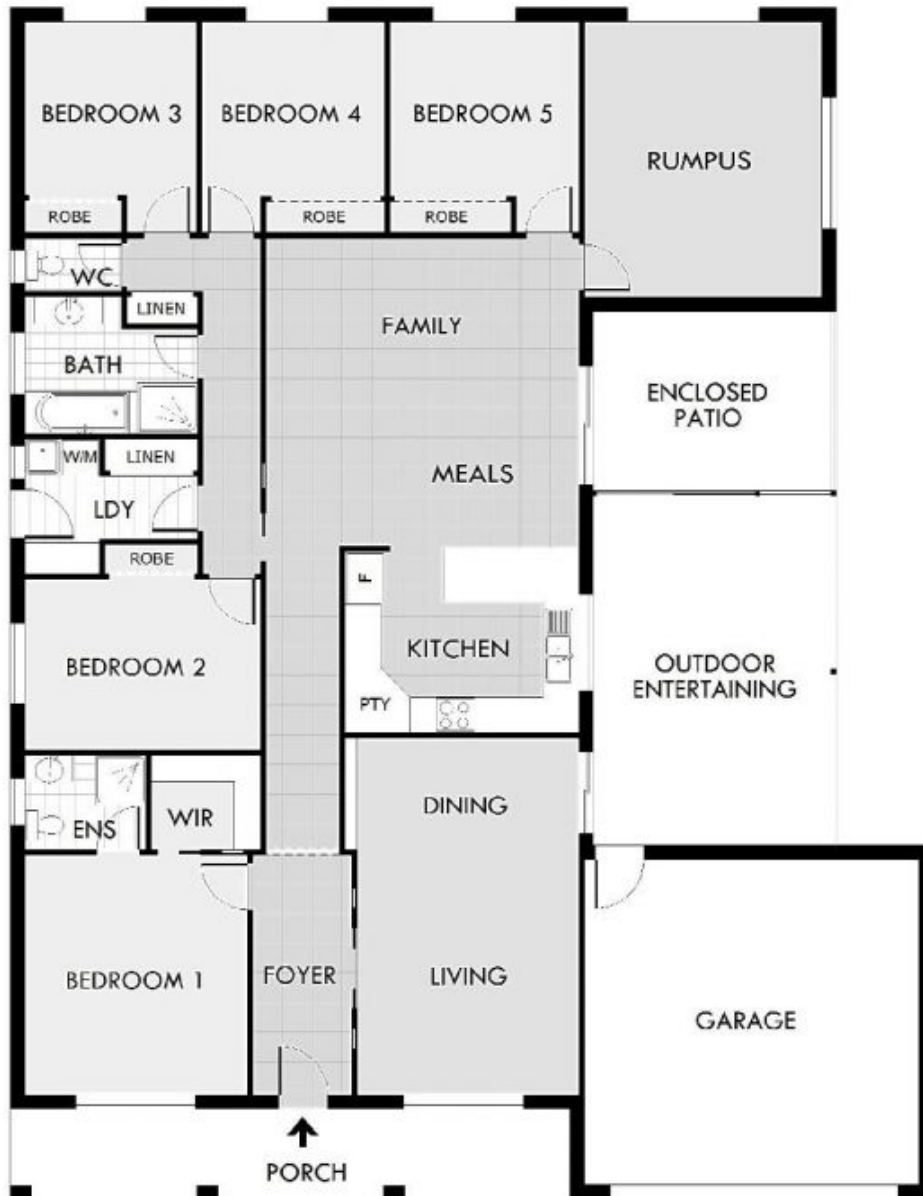 BEDROOM 3
BEDROOM 4
BEDROOM 5
RUMPUS
ROBE
ROBE
ROBE
WC
LINEN
FAMILY
BATH
ENCLOSED
PATIO
W/M
LINEN
MEALS
LDY
ROBE
F
BEDROOM 2
KITCHEN
OUTDOOR
ENTERTAINING
PTY
ENS
WIR
DINING
BEDROOM 1
FOYER
LIVING
GARAGE
PORCH